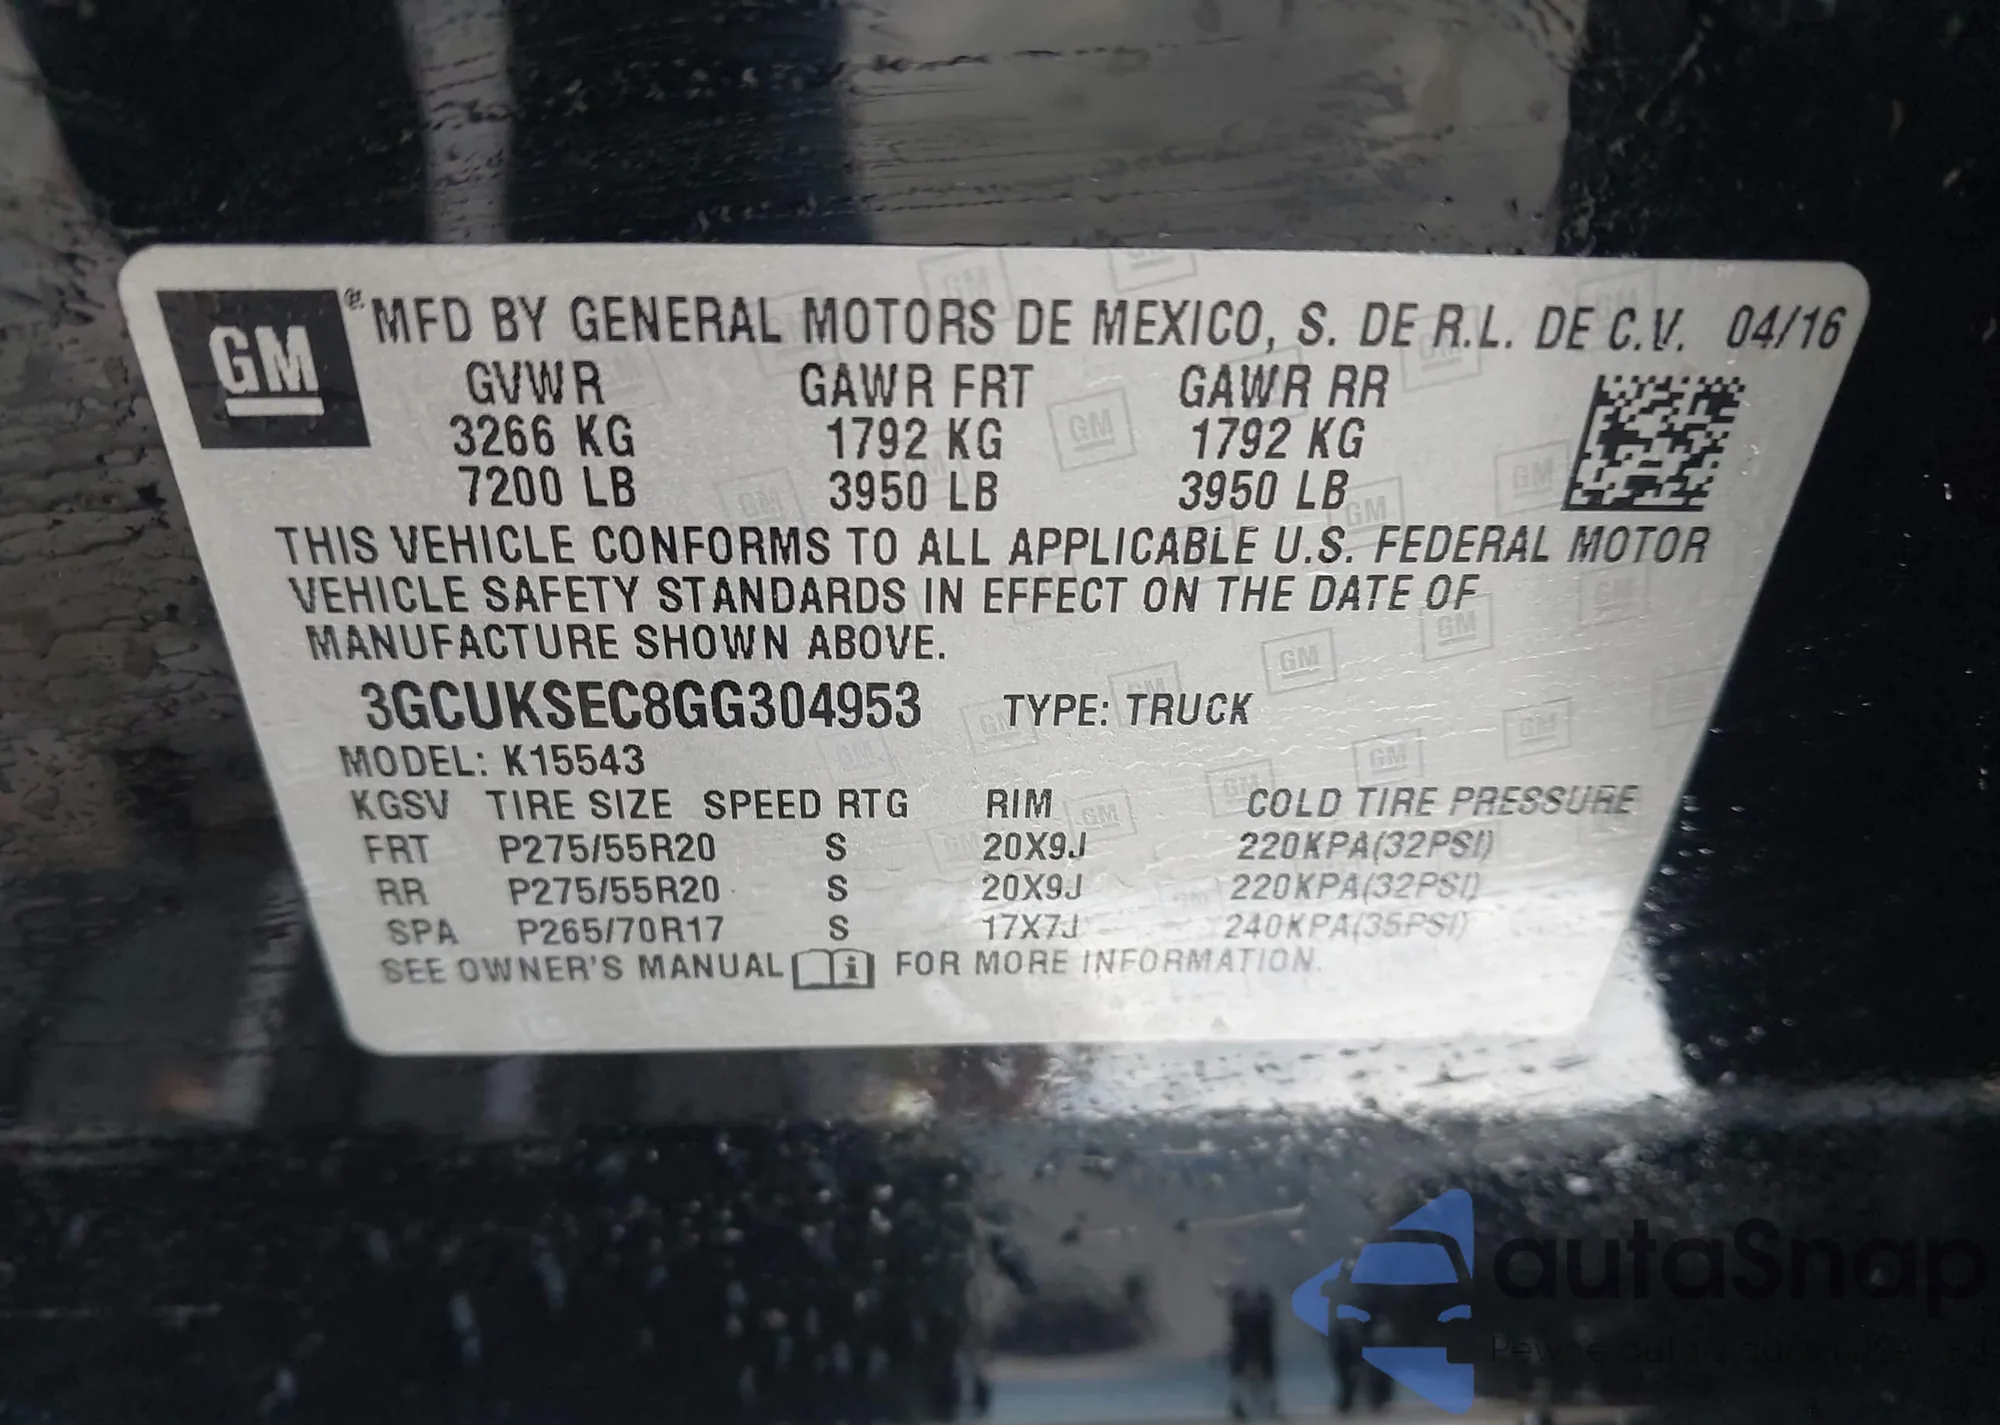 GM
® MFD BY GENERAL MOTORS DE MEXICO, S. DE R.L. DE C.V. 04/16
GVWR GAWR FRT GAWR RR
3266 KG 1792 KG 1792 KG
7200 LB 3950 LB 3950 LB
THIS VEHICLE CONFORMS TO ALL APPLICABLE U.S. FEDERAL MOTOR
VEHICLE SAFETY STANDARDS IN EFFECT ON THE DATE OF
MANUFACTURE SHOWN ABOVE.
3GCUKSEC8GG304953 TYPE: TRUCK
MODEL: K15543
KGSV TIRE SIZE SPEED RTG RIM COLD TIRE PRESSURE
FRT P275/55R20 S 20X9J 220KPA(32PSI)
RR P275/55R20 S 20X9J 220KPA(32PSI)
SPA P265/70R17 S 17X7J 240KPA(35PSI)
SEE OWNER'S MANUAL i FOR MORE INFORMATION.
autaSnap